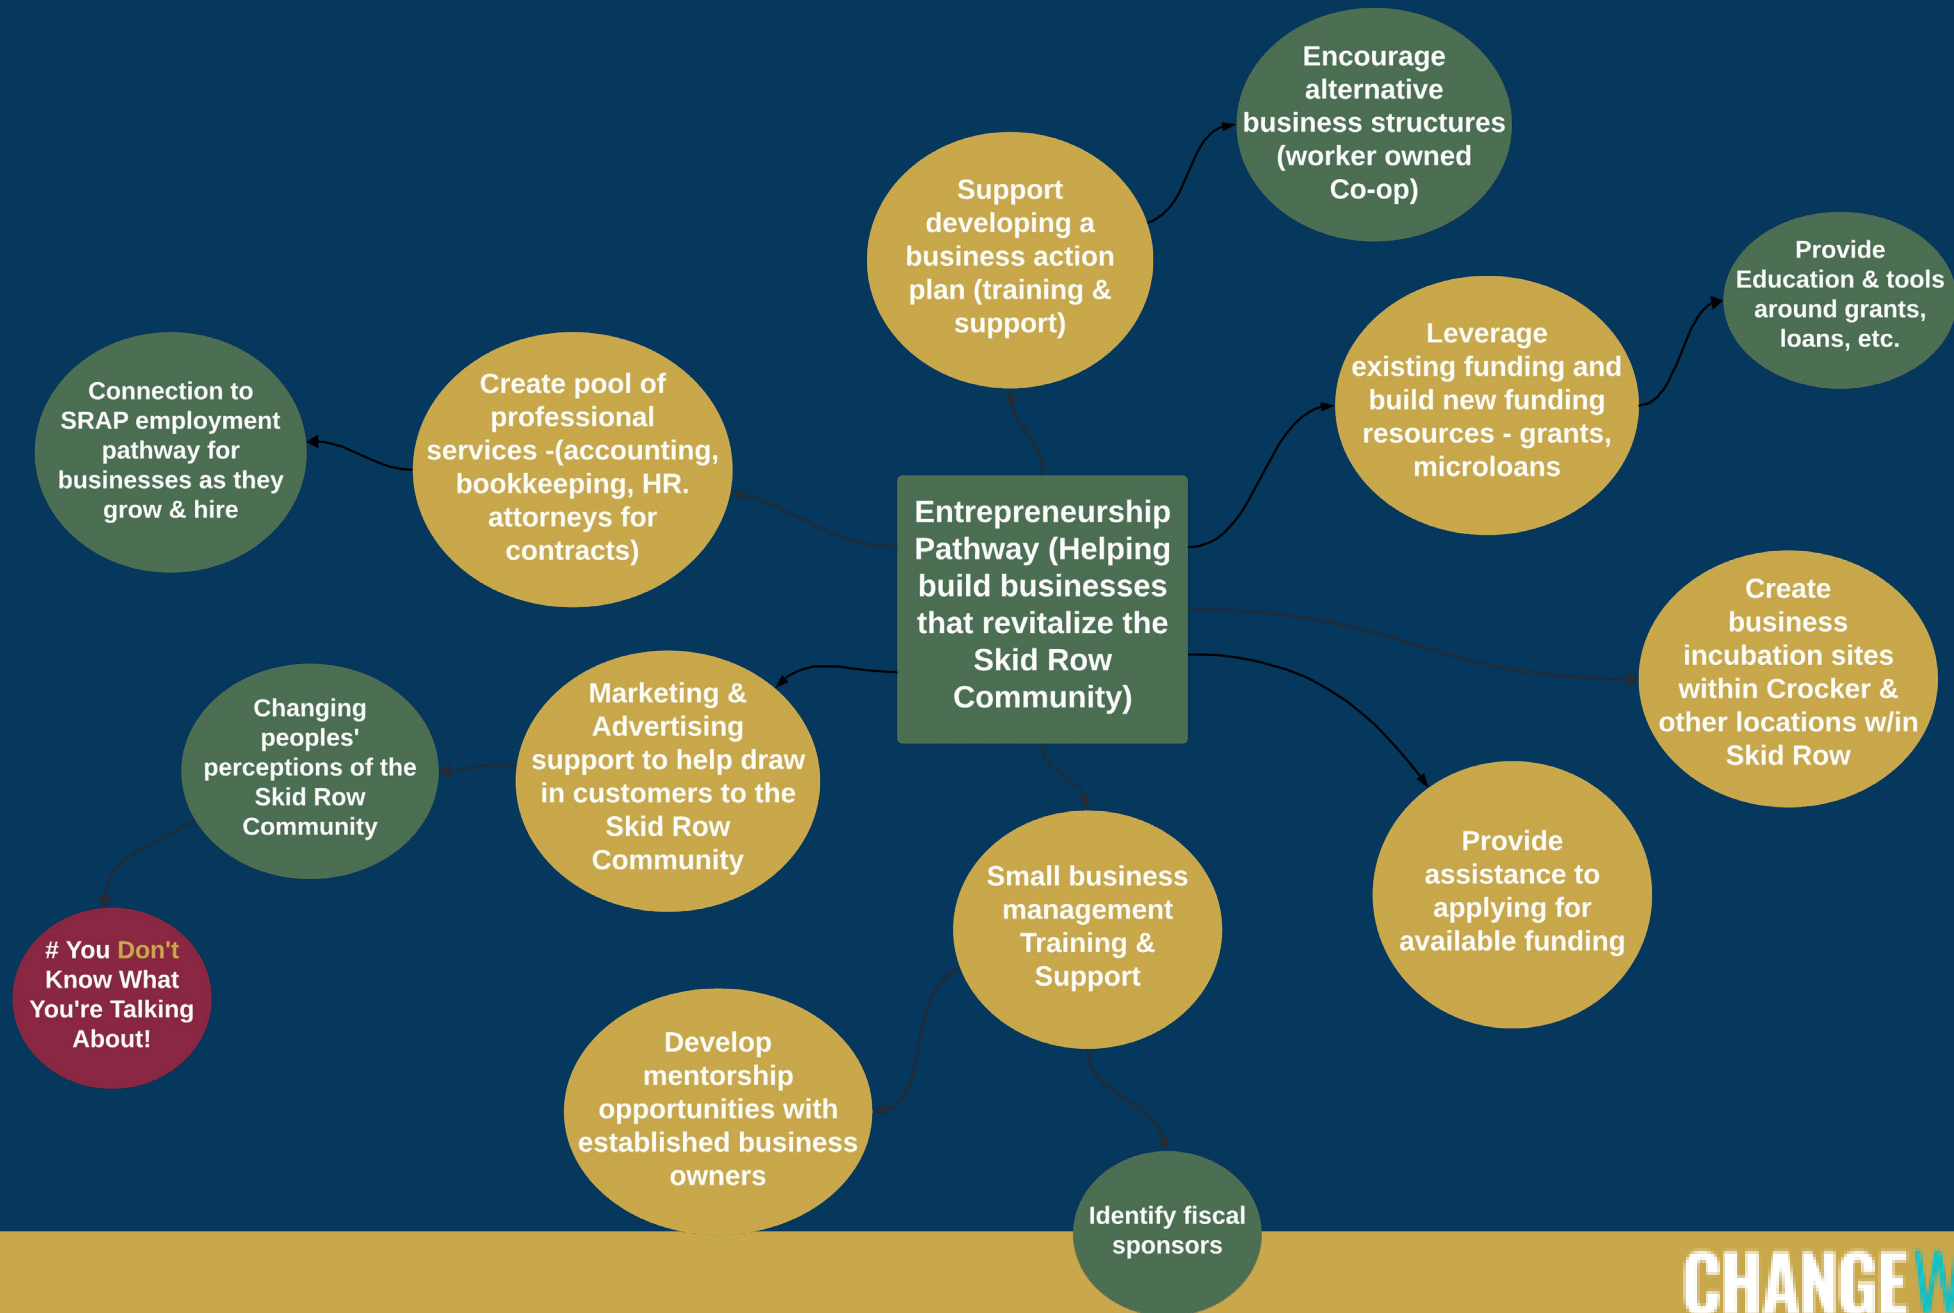 Encourage
alternative
business structures
(worker owned
Co-op)
Support
developing a
business action
plan (training &
support)
Provide
Education & tools
around grants,
loans, etc.
Leverage
existing funding and
build new funding
resources - grants,
microloans
Connection to
SRAP employment
pathway for
businesses as they
grow & hire
Create pool of
professional
services -(accounting,
bookkeeping, HR.
attorneys for
contracts)
Entrepreneurship
Pathway (Helping
build businesses
that revitalize the
Skid Row
Community)
Create
business
incubation sites
within Crocker &
other locations w/in
Skid Row
Changing
peoples'
perceptions of the
Skid Row
Community
Marketing &
Advertising
support to help draw
in customers to the
Skid Row
Community
Small business
management
Training &
Support
Provide
assistance to
applying for
available funding
# You Don't
Know What
You're Talking
About!
Develop
mentorship
opportunities with
established business
owners
Identify fiscal
sponsors
CHANGEW